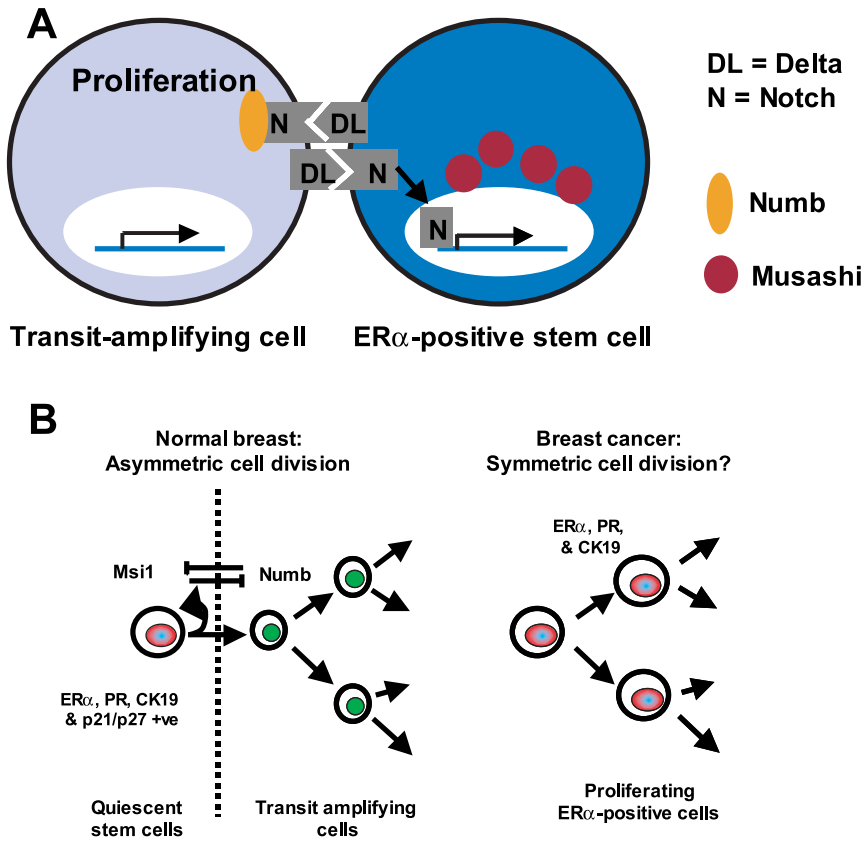 A
Proliferation
N
DL
DL
N
N
DL = Delta
N = Notch
Numb
Musashi
Transit-amplifying cell
ERα-positive stem cell
B
Normal breast:
Asymmetric cell division
Breast cancer:
Symmetric cell division?
Msi1
Numb
ERα, PR,
& CK19
ERα, PR, CK19
& p21/p27 +ve
Quiescent
stem cells
Transit amplifying
cells
Proliferating
ERα-positive cells